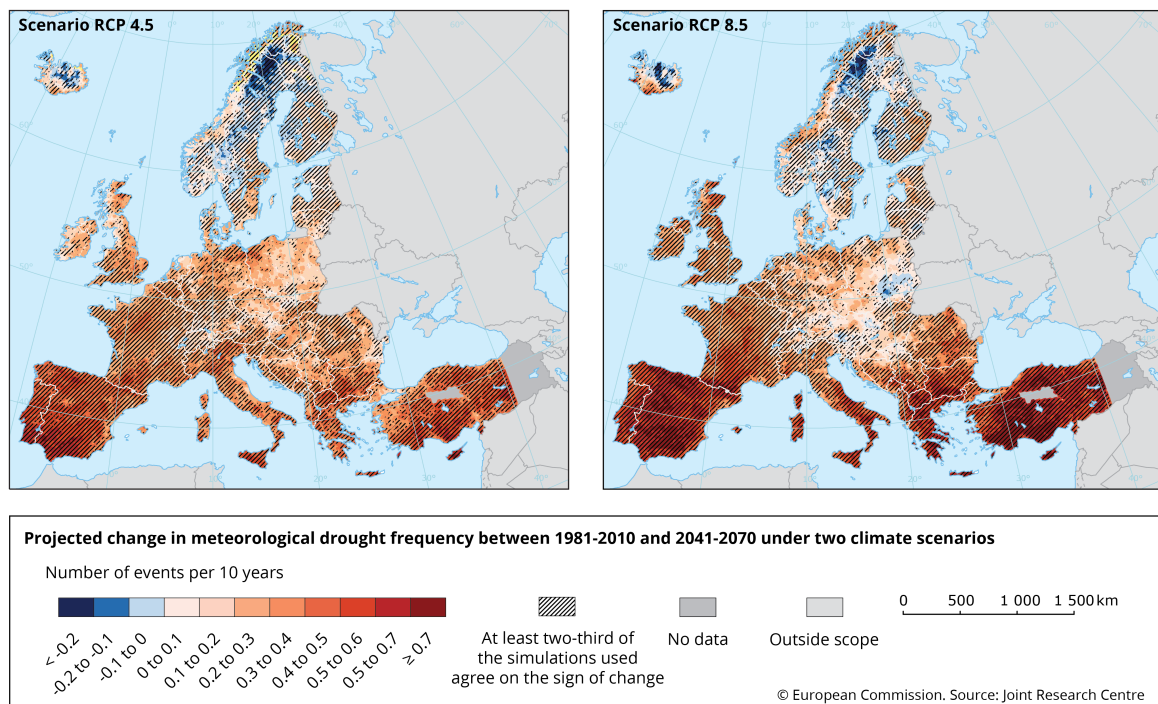 Scenario RCP 4.5
Scenario RCP 8.5
Projected change in meteorological drought frequency between 1981-2010 and 2041-2070 under two climate scenarios
Number of events per 10 years
< -0.2
-0.2 to -0.1
-0.1 to 0
0 to 0.1
0.1 to 0.2
0.2 to 0.3
0.3 to 0.4
0.4 to 0.5
0.5 to 0.6
0.5 to 0.7
≥ 0.7
At least two-third of
the simulations used
agree on the sign of change
No data
Outside scope
0 500 1 000 1 500 km
© European Commission. Source: Joint Research Centre